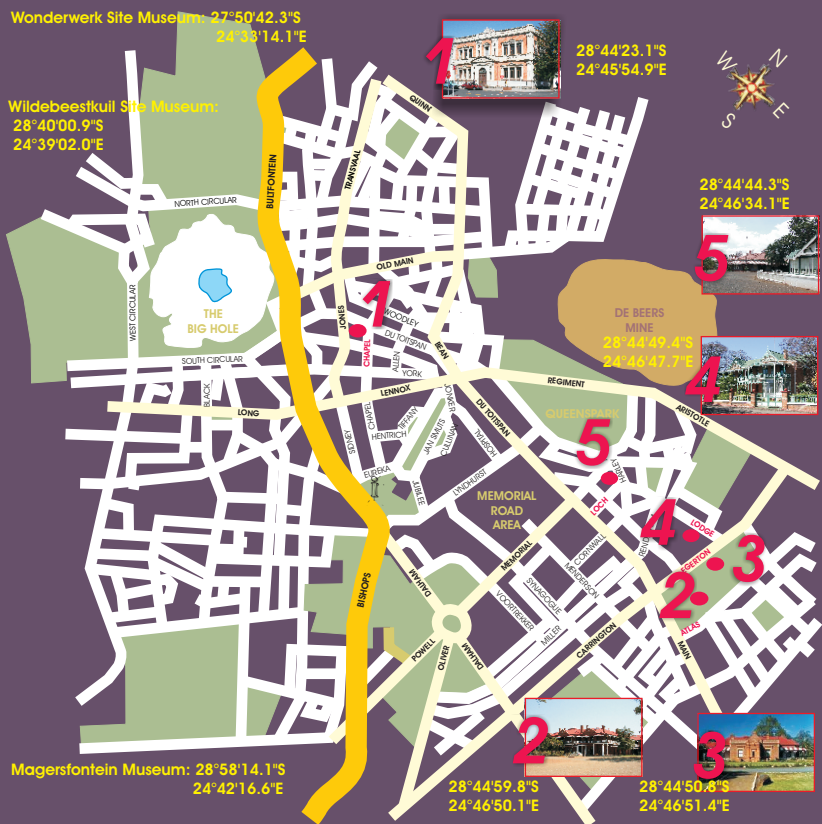 Wonderwerk Site Museum: 27°50'42.3"S
24°33'14.1"E
1
28°44'23.1"S
24°45'54.9"E
N
W
E
S
Wildebeestkuil Site Museum:
28°40'00.9"S
24°39'02.0"E
QUINN
TRANSVAAL
BULTFONTEIN
NORTH CIRCULAR
28°44'44.3"S
24°46'34.1"E
5
OLD MAIN
WEST CIRCULAR
THE
BIG HOLE
JONES
1
WOODLEY
DU TOITSPAN
BEAN
CHAPEL
ALLEN
YORK
DE BEERS
MINE
28°44'49.4"S
24°46'47.7"E
4
SOUTH CIRCULAR
BLACK
LONG
LENNOX
REGIMENT
ARISTOTLE
DU TOITSPAN
QUEENSPARK
SIDNEY
CHAPEL
HENTRICH
TIFFANY
JAN SMUTS
CULLINAN
HOSPITAL
EUREKA
JUBILEE
LYNDHURST
5
HARLEY
LOCH
MEMORIAL
ROAD
AREA
4
LODGE
EGERTON
3
2
ATLAS
MAIN
MEMORIAL
CORNWALL
HENDERSON
SYNAGOGUE
VOORTREKKER
MILLER
CARRINGTON
BISHOPS
DALHAM
POWELL
OLIVER
DALHAM
2
28°44'59.8"S
24°46'50.1"E
3
28°44'50.8"S
24°46'51.4"E
Magersfontein Museum: 28°58'14.1"S
24°42'16.6"E